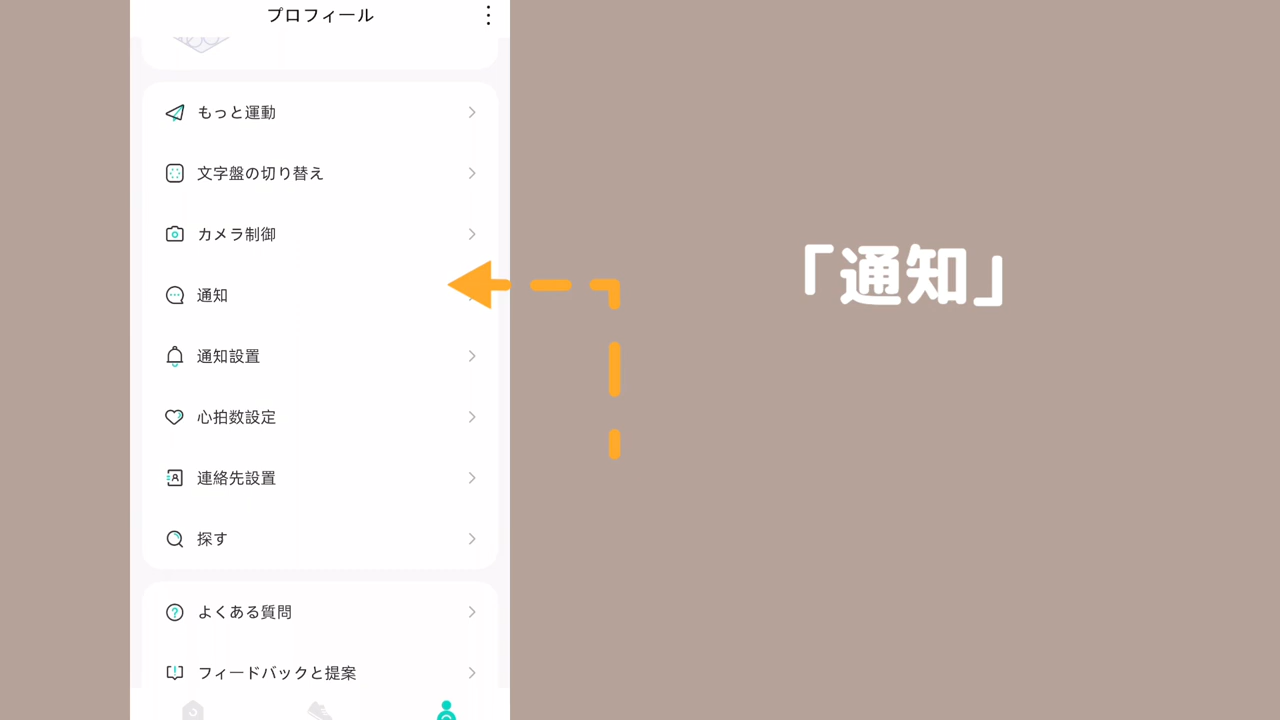 プロフィール
もっと運動
文字盤の切り替え
カメラ制御
通知
通知設置
心拍数設定
連絡先設置
探す
よくある質問
フィードバックと提案
「通知」